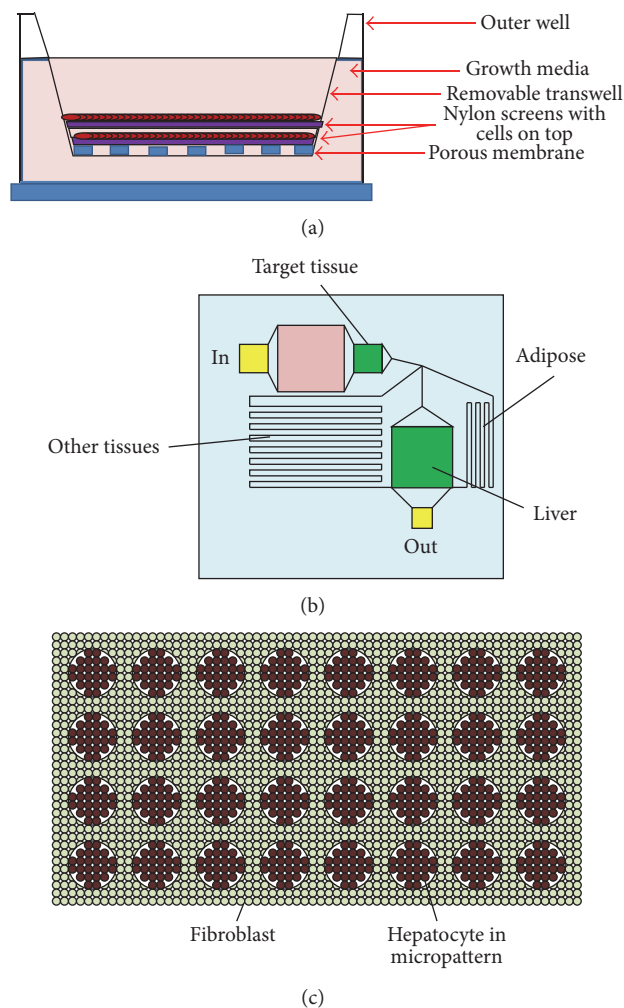 Outer well
Growth media
Removable transwell
Nylon screens with
cells on top
Porous membrane
(a)
Target tissue
In
Adipose
Other tissues
Liver
Out
(b)
Fibroblast
Hepatocyte in
micropattern
(c)